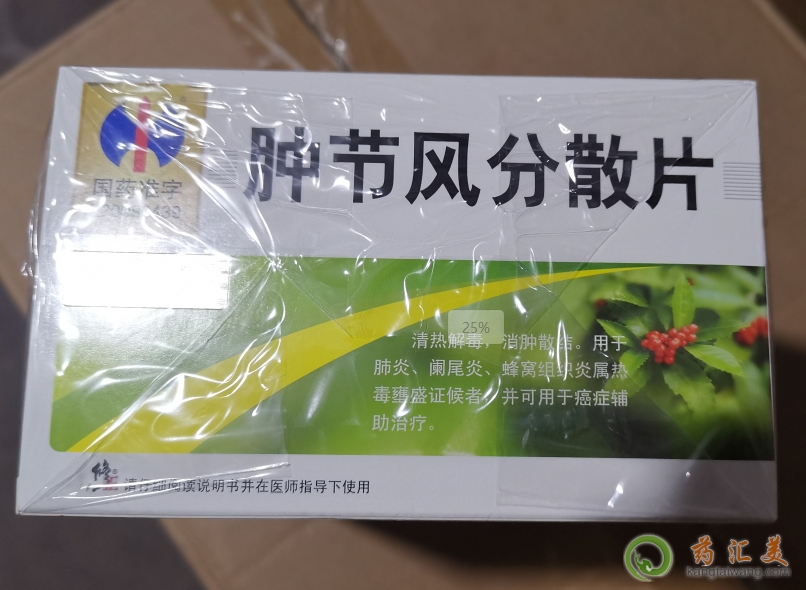 肿节风分散片
国药准字
25%
清热解毒，消肿散结。用于
肺炎、阑尾炎、蜂窝组织炎属热
毒壅盛证候者，并可用于癌症辅
助治疗。
修正
请仔细阅读说明书并在医师指导下使用
药汇美
kangtaiwang.com